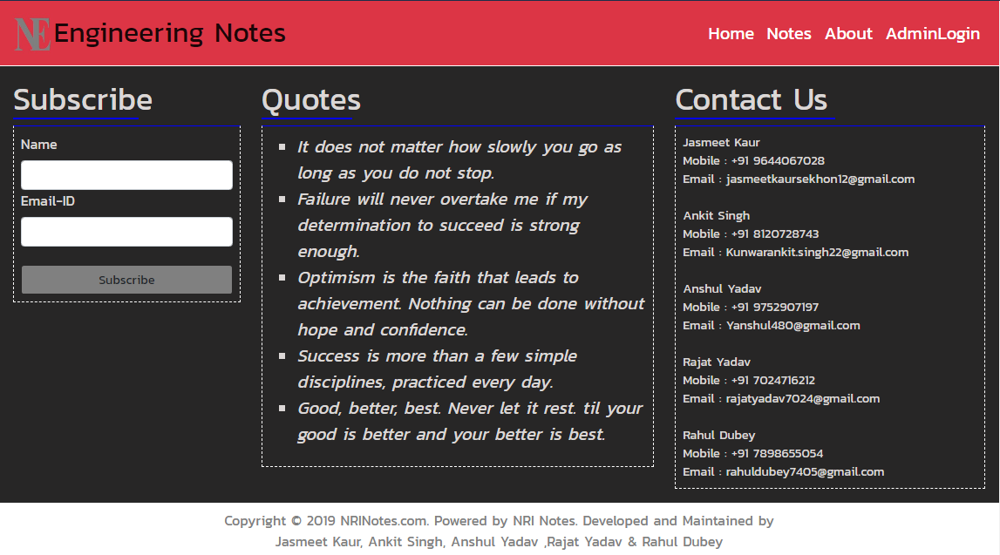 NE Engineering Notes
Home Notes About AdminLogin
Subscribe
Name
Email-ID
Subscribe
Quotes
It does not matter how slowly you go as
long as you do not stop.
Failure will never overtake me if my
determination to succeed is strong
enough.
Optimism is the faith that leads to
achievement. Nothing can be done without
hope and confidence.
Success is more than a few simple
disciplines, practiced every day.
Good, better, best. Never let it rest. til your
good is better and your better is best.
Contact Us
Jasmeet Kaur
Mobile : +91 9644067028
Email : jasmeetkaursekhon12@gmail.com
Ankit Singh
Mobile : +91 8120728743
Email : Kunwarankit.singh22@gmail.com
Anshul Yadav
Mobile : +91 9752907197
Email : Yanshul480@gmail.com
Rajat Yadav
Mobile : +91 7024716212
Email : rajatyadav7024@gmail.com
Rahul Dubey
Mobile : +91 7898655054
Email : rahuldubey7405@gmail.com
Copyright © 2019 NRINotes.com. Powered by NRI Notes. Developed and Maintained by
Jasmeet Kaur, Ankit Singh, Anshul Yadav ,Rajat Yadav & Rahul Dubey